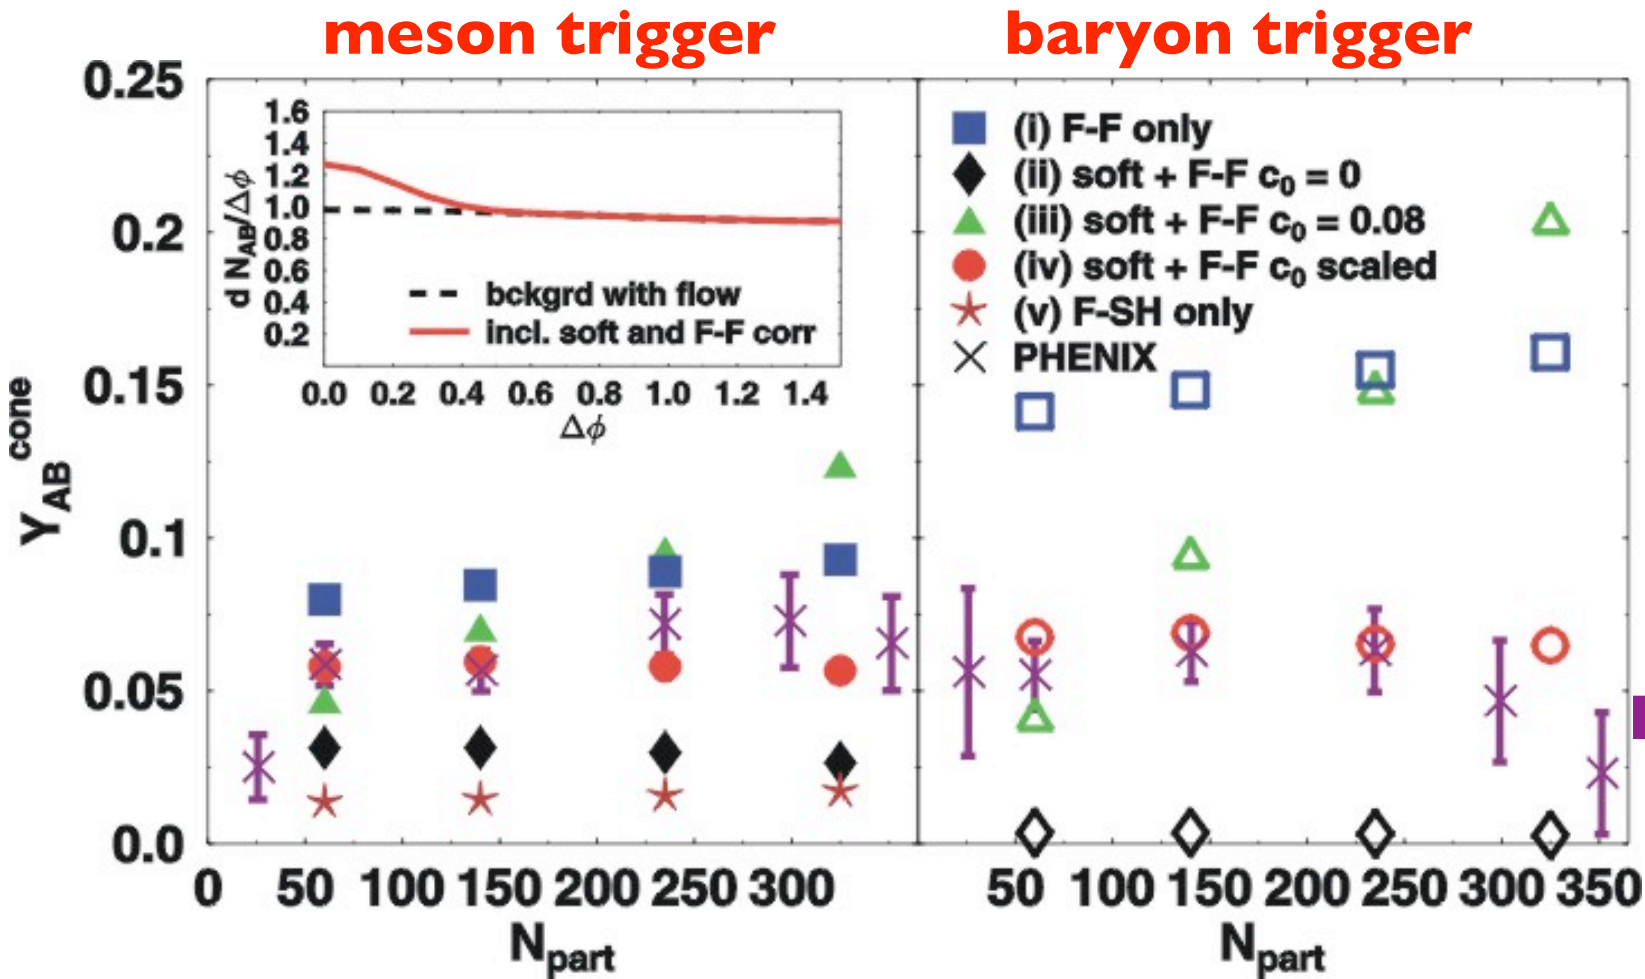 meson trigger
baryon trigger
0.25
0.2
0.15
0.1
0.05
0.0
Y_AB^cone
1.6
1.4
1.2
1.0
0.8
0.6
0.4
0.2
d N_AB/Δφ
bckgrd with flow
incl. soft and F-F corr
0.0 0.2 0.4 0.6 0.8 1.0 1.2 1.4
Δφ
(i) F-F only
(ii) soft + F-F c₀ = 0
(iii) soft + F-F c₀ = 0.08
(iv) soft + F-F c₀ scaled
(v) F-SH only
PHENIX
0 50 100 150 200 250 300
50 100 150 200 250 300 350
N_part
N_part